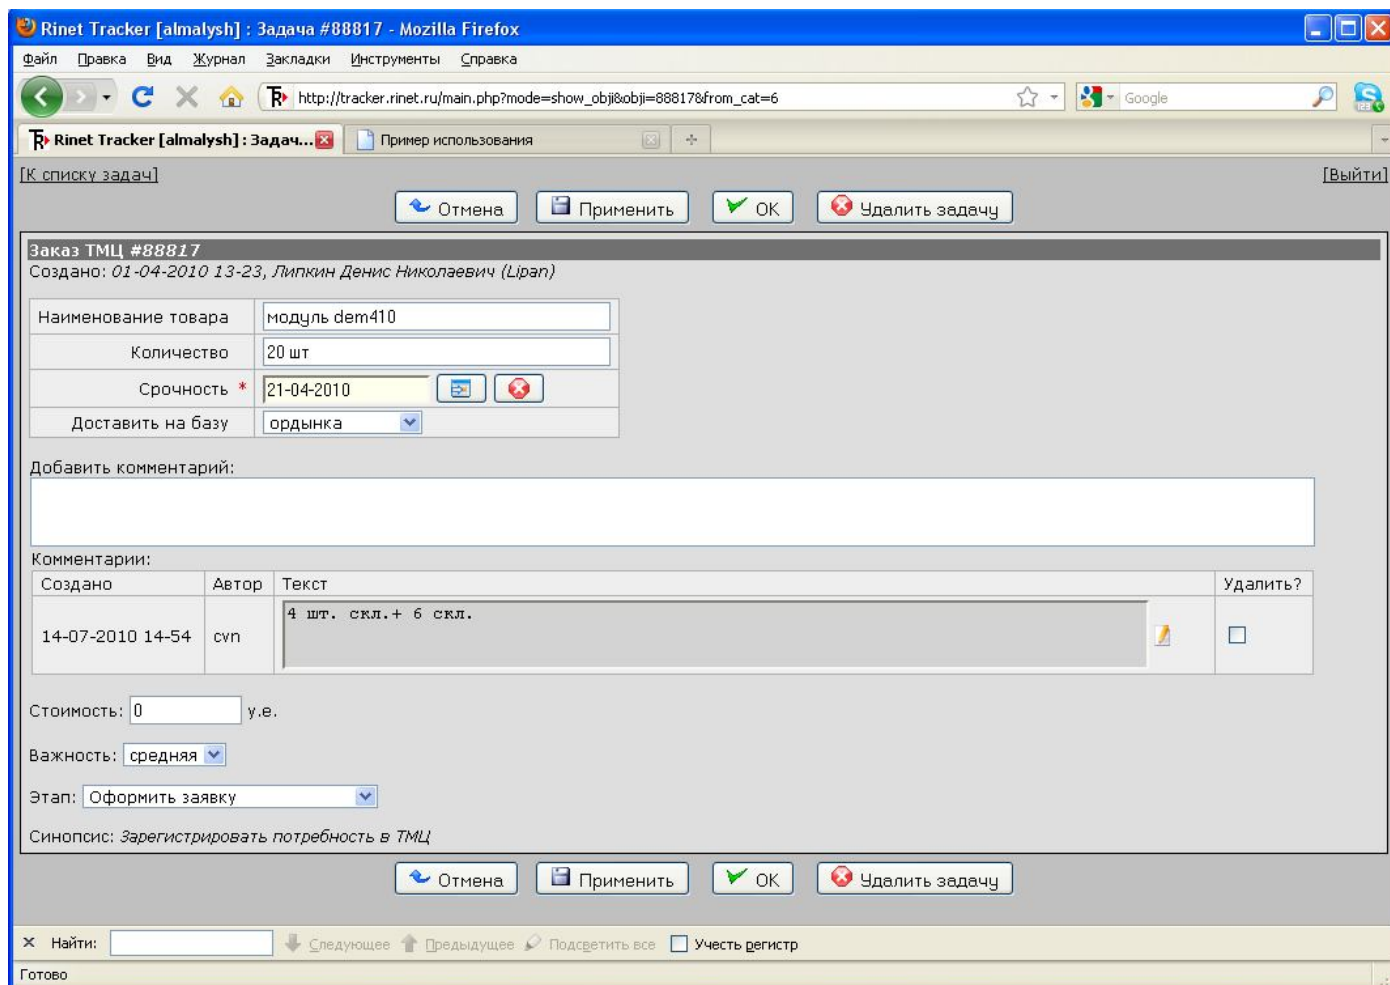 Rinet Tracker [almalysh] : Задача #88817 - Mozilla Firefox
Файл Правка Вид Журнал Закладки Инструменты Справка
http://tracker.rinet.ru/main.php?mode=show_obji&obji=88817&from_cat=6 Google
Rinet Tracker [almalysh] : Задач... Пример использования
[К списку задач] [Выйти]
Отмена Применить OK Удалить задачу
Заказ ТМЦ #88817
Создано: 01-04-2010 13-23, Липкин Денис Николаевич (Lipan)
Наименование товара модуль dem410
Количество 20 шт
Срочность * 21-04-2010
Доставить на базу ордынка
Добавить комментарий:
Комментарии:
Создано Автор Текст Удалить?
14-07-2010 14-54 cvn 4 шт. скл.+ 6 скл.
Стоимость: 0 у.е.
Важность: средняя
Этап: Оформить заявку
Синопсис: Зарегистрировать потребность в ТМЦ
Отмена Применить OK Удалить задачу
Найти: Следующее Предыдущее Подсветить все Учесть регистр
Готово